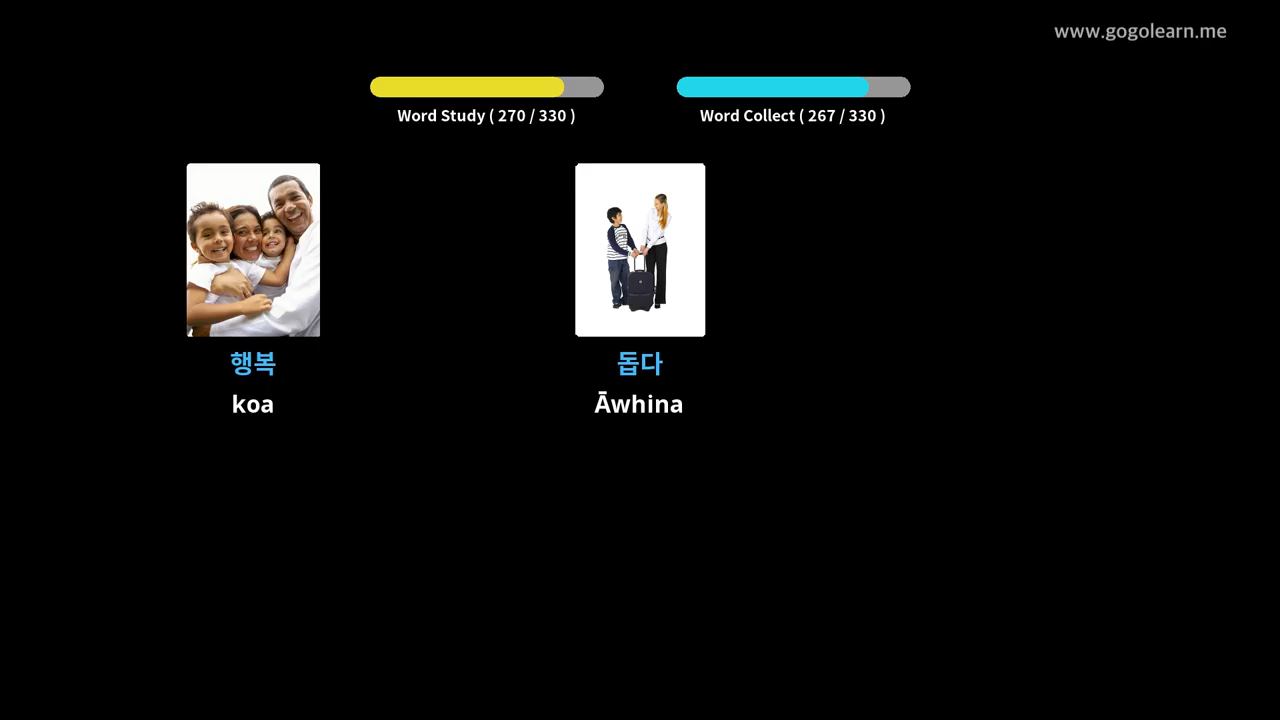 www.gogolearn.me
Word Study ( 270 / 330 )
Word Collect ( 267 / 330 )
행복
koa
돕다
Āwhina